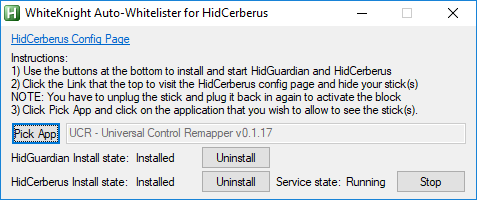 WhiteKnight Auto-Whitelister for HidCerberus
HidCerberus Config Page
Instructions:
1) Use the buttons at the bottom to install and start HidGuardian and HidCerberus
2) Click the Link that the top to visit the HidCerberus config page and hide your stick(s)
NOTE: You have to unplug the stick and plug it back in again to activate the block
3) Click Pick App and click on the application that you wish to allow to see the stick(s).
Pick App UCR - Universal Control Remapper v0.1.17
HidGuardian Install state: Installed Uninstall
HidCerberus Install state: Installed Uninstall Service state: Running Stop